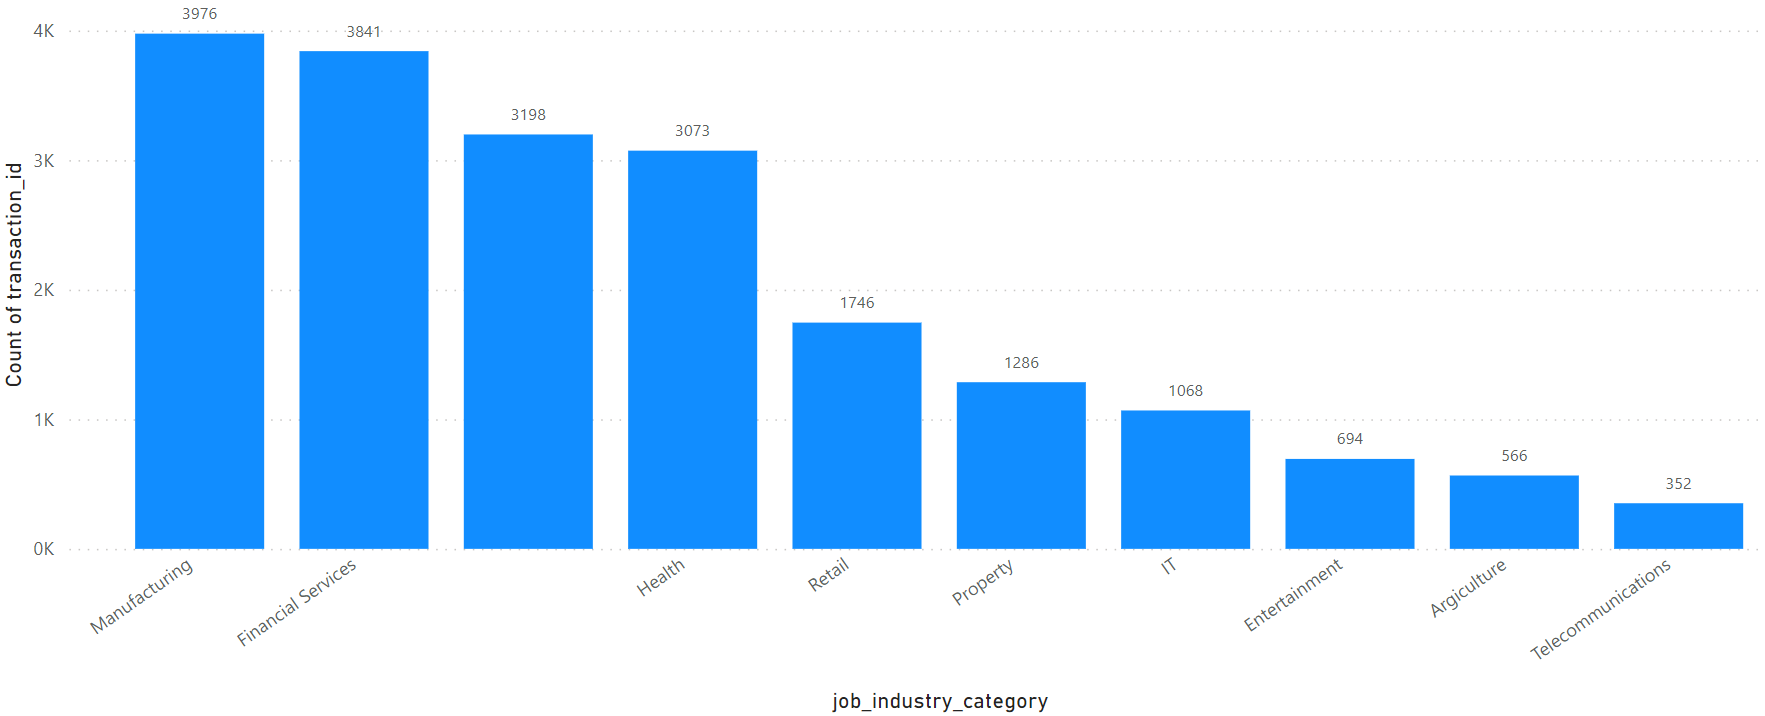 Count of transaction_id
4K
3K
2K
1K
0K
3976
3841
3198
3073
1746
1286
1068
694
566
352
Manufacturing
Financial Services
Health
Retail
Property
IT
Entertainment
Argiculture
Telecommunications
job_industry_category